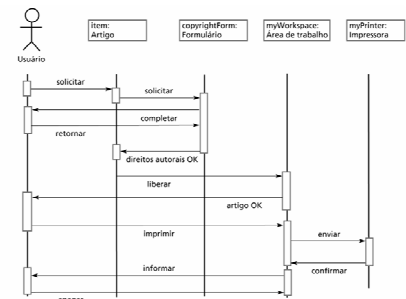 item:
Artigo
copyrightForm:
Formulário
myWorkspace:
Área de trabalho
myPrinter:
Impressora
Usuário
solicitar
solicitar
completar
retornar
direitos autorais OK
liberar
artigo OK
imprimir
enviar
informar
confirmar